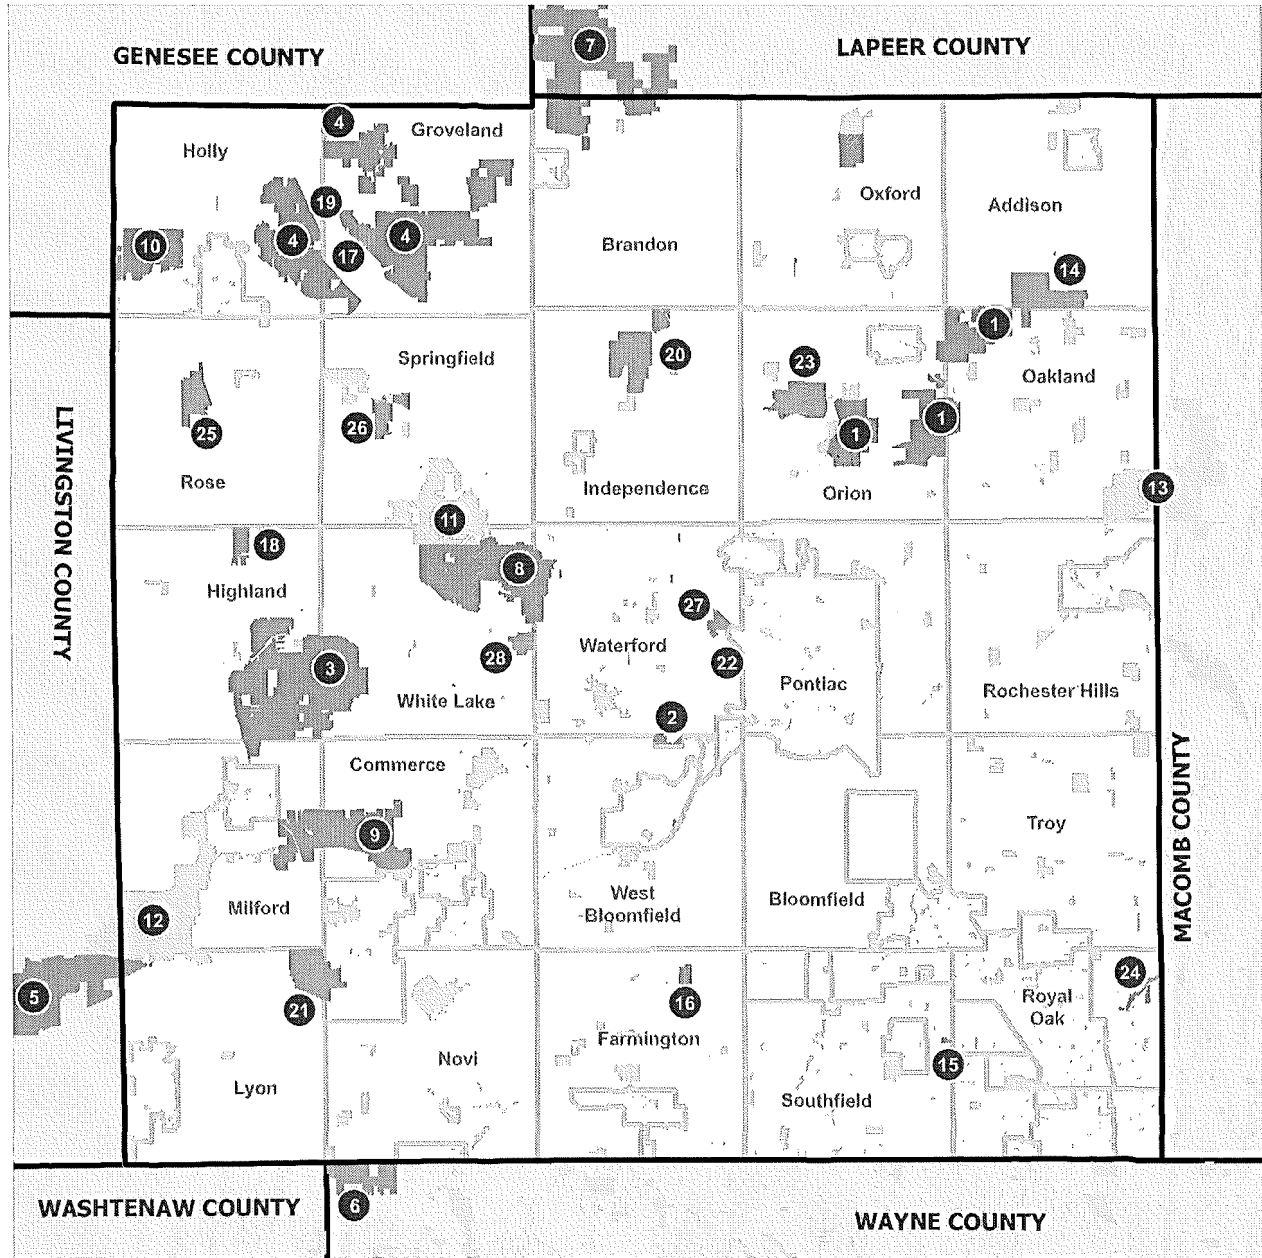 GENESEE COUNTY
7
LAPEER COUNTY
4
Groveland
Holly
19
Oxford
Addison
10
4
4
Brandon
17
14
1
Springfield
20
23
Oakland
1
26
25
1
Rose
Independence
Orion
13
LIVINGSTON COUNTY
11
18
8
Highland
27
Waterford
28
3
22
Pontiac
White Lake
Rochester Hills
2
Commerce
MACOMB COUNTY
9
Troy
West
Bloomfield
Bloomfield
Milford
12
5
21
16
24
Royal
Oak
Farmington
Novi
15
Lyon
Southfield
WASHTENAW COUNTY
6
WAYNE COUNTY